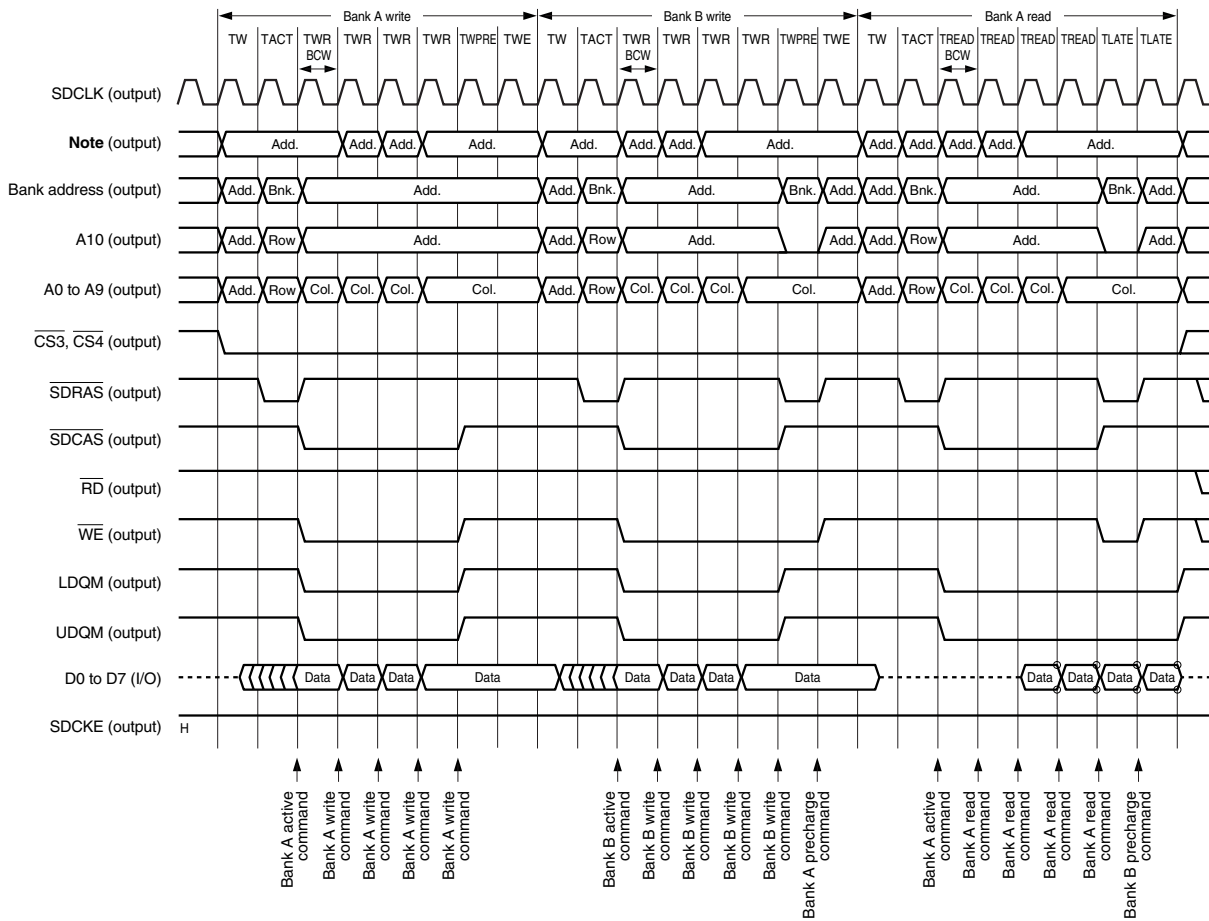 Bank A write Bank B write Bank A read
TW TACT TWR TWR TWR TWR TWPRE TWE TW TACT TWR TWR TWR TWR TWPRE TWE TW TACT TREAD TREAD TREAD TREAD TLATE TLATE
BCW BCW BCW
SDCLK (output)
Note (output) Add. Add. Add. Add. Add. Add. Add. Add. Add. Add. Add. Add. Add.
Bank address (output) Add. Bnk. Add. Add. Bnk. Add. Bnk. Add. Add. Bnk. Add. Bnk. Add.
A10 (output) Add. Row Add. Add. Row Add. Add. Add. Row Add. Add.
A0 to A9 (output) Add. Row Col. Col. Col. Col. Add. Row Col. Col. Col. Col. Add. Row Col. Col. Col. Col.
CS3, CS4 (output)
SDRAS (output)
SDCAS (output)
RD (output)
WE (output)
LDQM (output)
UDQM (output)
D0 to D7 (I/O) Data Data Data Data Data Data Data Data Data Data Data Data
SDCKE (output) H
Bank A active
command
Bank A write
command
Bank A write
command
Bank A write
command
Bank A write
command
Bank B active
command
Bank B write
command
Bank B write
command
Bank B write
command
Bank B write
command
Bank A precharge
command
Bank A active
command
Bank A read
command
Bank A read
command
Bank A read
command
Bank A read
command
Bank B precharge
command